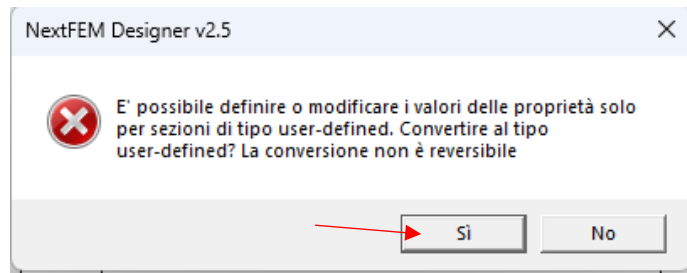 NextFEM Designer v2.5
E' possibile definire o modificare i valori delle proprietà solo
per sezioni di tipo user-defined. Convertire al tipo
user-defined? La conversione non è reversibile
Sì No